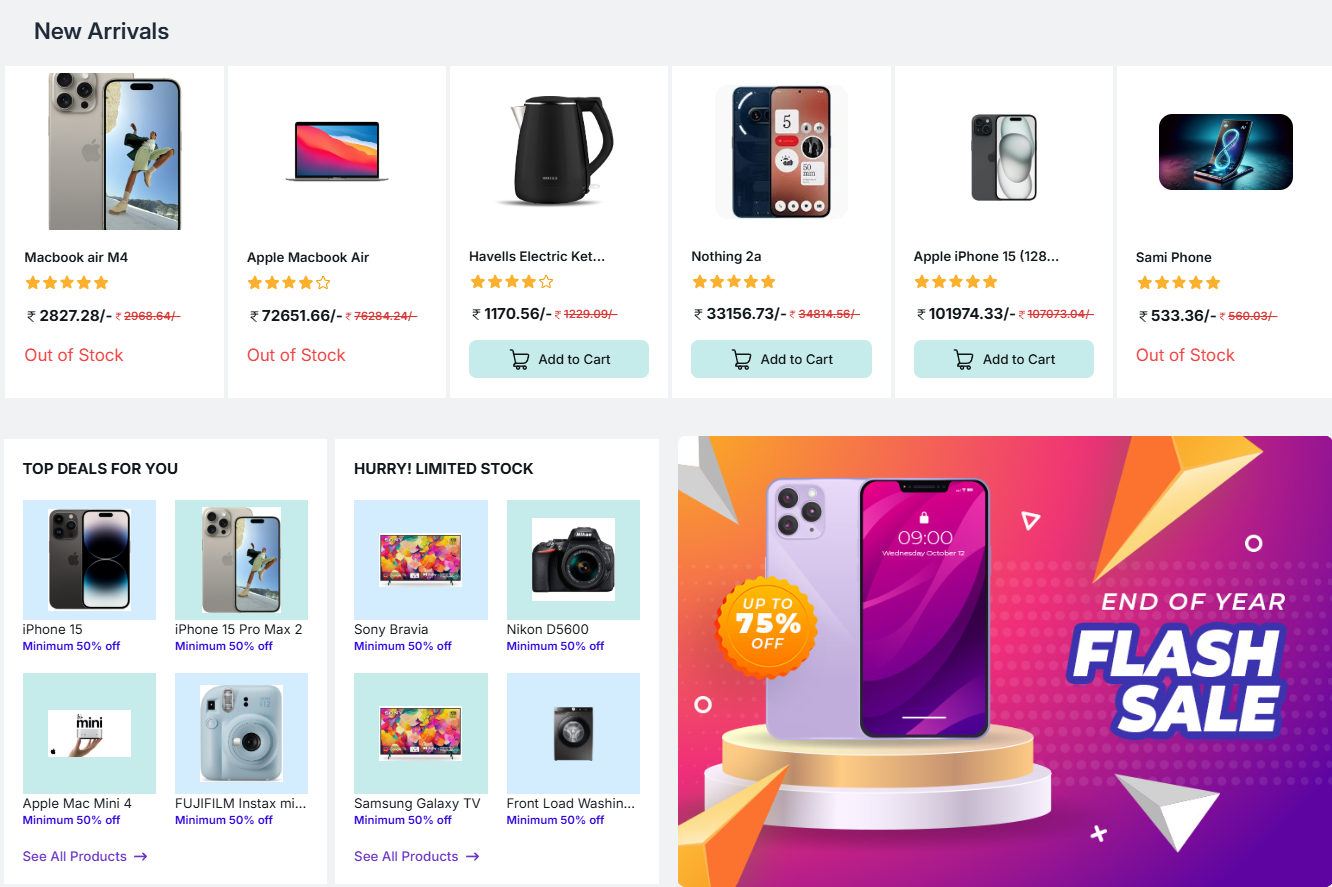 New Arrivals
Macbook air M4
₹ 2827.28/- ₹ 2968.64/-
Out of Stock
Apple Macbook Air
₹ 72651.66/- ₹ 76284.24/-
Out of Stock
Havells Electric Ket...
₹ 1170.56/- ₹ 1229.09/-
Add to Cart
5
50
Nothing 2a
₹ 33156.73/- ₹ 34814.56/-
Add to Cart
Apple iPhone 15 (128...
₹ 101974.33/- ₹ 107073.04/-
Add to Cart
Sami Phone
₹ 533.36/- ₹ 560.03/-
Out of Stock
TOP DEALS FOR YOU
iPhone 15
Minimum 50% off
iPhone 15 Pro Max 2
Minimum 50% off
mini
Apple Mac Mini 4
Minimum 50% off
FUJIFILM Instax mi...
Minimum 50% off
See All Products
HURRY! LIMITED STOCK
Sony Bravia
Minimum 50% off
Nikon
Nikon D5600
Minimum 50% off
Samsung Galaxy TV
Minimum 50% off
Front Load Washin...
Minimum 50% off
See All Products
09:00
Wednesday October 12
UP TO
75%
OFF
END OF YEAR
FLASH
SALE